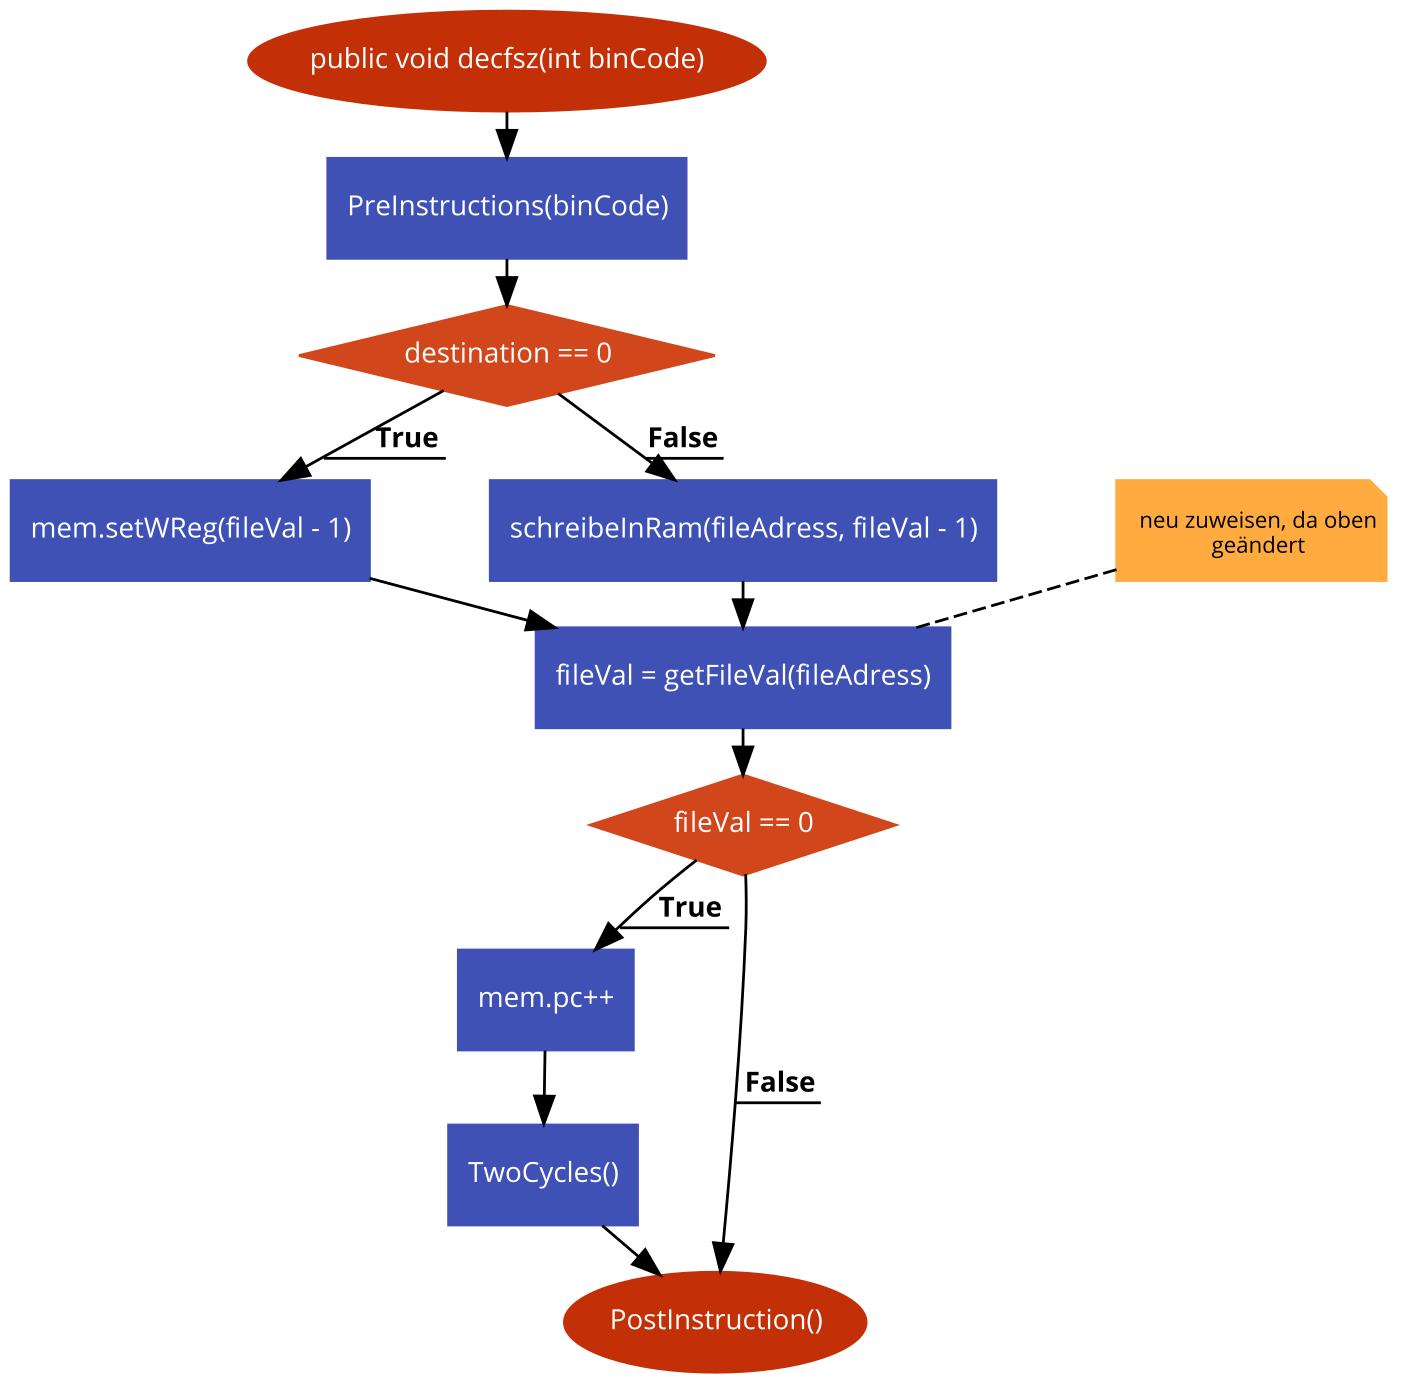 public void decfsz(int binCode)
PreInstructions(binCode)
destination == 0
True
False
mem.setWReg(fileVal - 1)
schreibeInRam(fileAdress, fileVal - 1)
neu zuweisen, da oben
geändert
fileVal = getFileVal(fileAdress)
fileVal == 0
True
mem.pc++
False
TwoCycles()
PostInstruction()